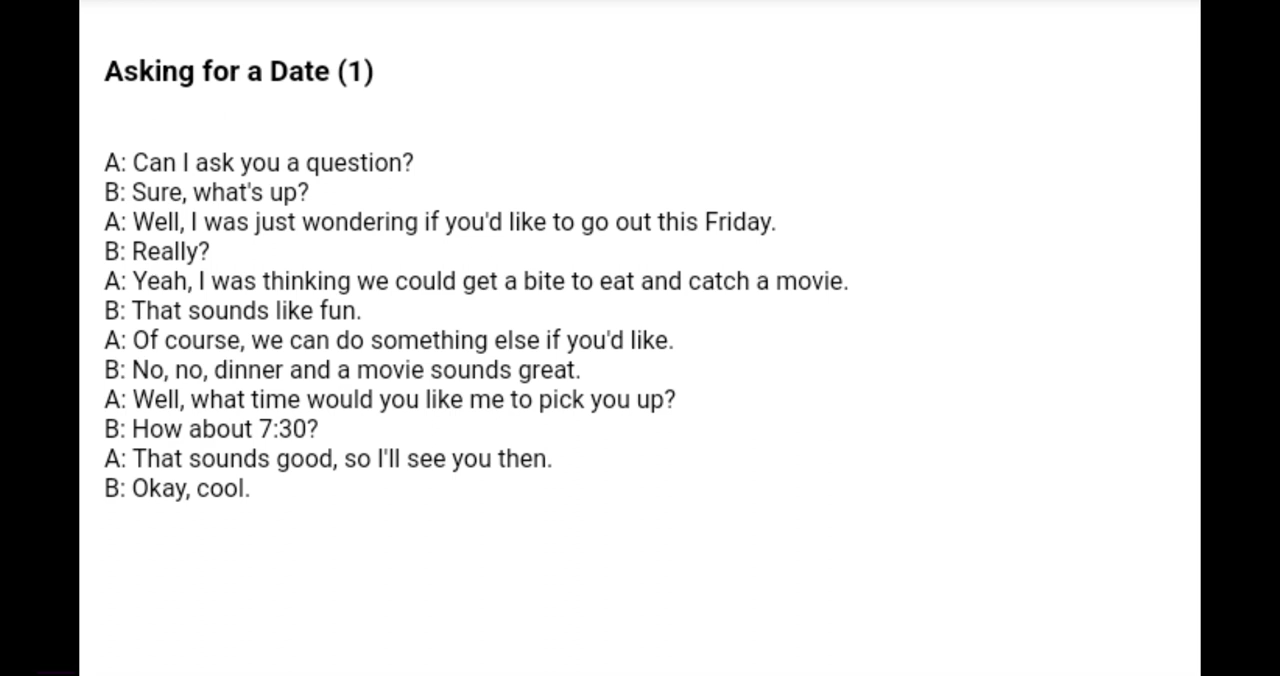 Asking for a Date (1)
A: Can I ask you a question?
B: Sure, what's up?
A: Well, I was just wondering if you'd like to go out this Friday.
B: Really?
A: Yeah, I was thinking we could get a bite to eat and catch a movie.
B: That sounds like fun.
A: Of course, we can do something else if you'd like.
B: No, no, dinner and a movie sounds great.
A: Well, what time would you like me to pick you up?
B: How about 7:30?
A: That sounds good, so I'll see you then.
B: Okay, cool.